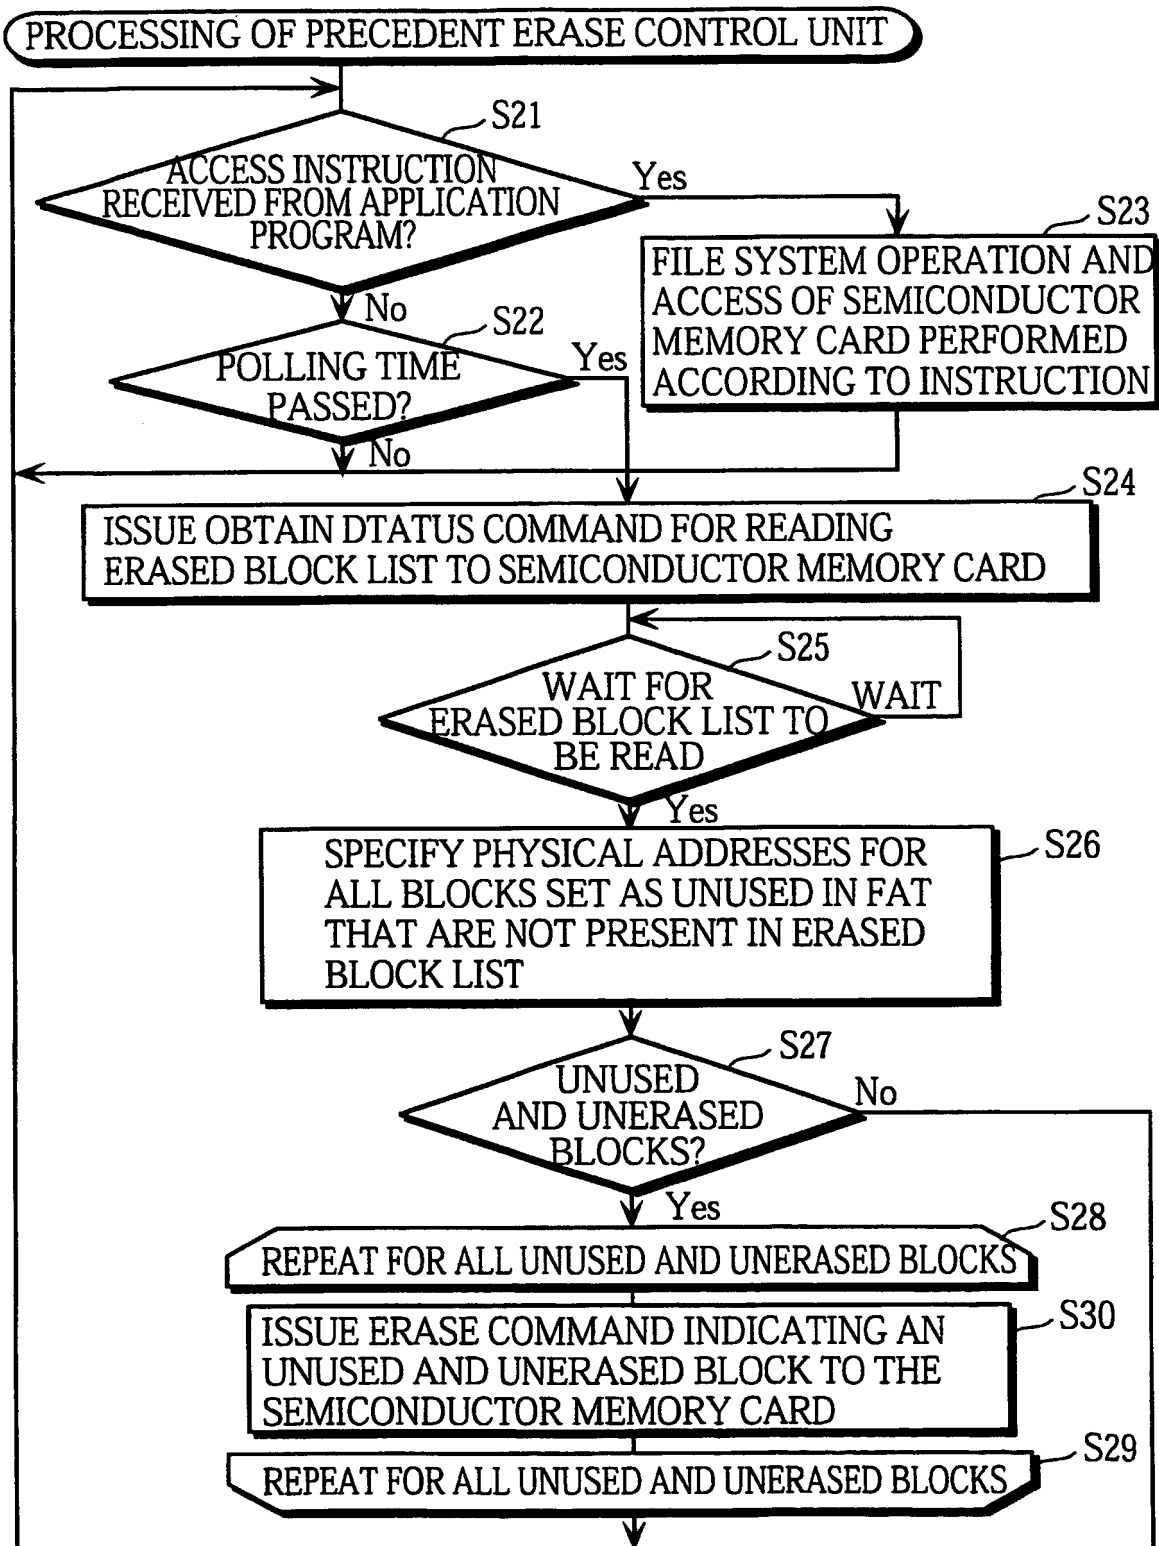 PROCESSING OF PRECEDENT ERASE CONTROL UNIT
S21
ACCESS INSTRUCTION
RECEIVED FROM APPLICATION
PROGRAM?
Yes
No
S23
FILE SYSTEM OPERATION AND
ACCESS OF SEMICONDUCTOR
MEMORY CARD PERFORMED
ACCORDING TO INSTRUCTION
S22
POLLING TIME
PASSED?
Yes
No
S24
ISSUE OBTAIN DTATUS COMMAND FOR READING
ERASED BLOCK LIST TO SEMICONDUCTOR MEMORY CARD
S25
WAIT FOR
ERASED BLOCK LIST TO
BE READ
WAIT
Yes
S26
SPECIFY PHYSICAL ADDRESSES FOR
ALL BLOCKS SET AS UNUSED IN FAT
THAT ARE NOT PRESENT IN ERASED
BLOCK LIST
S27
UNUSED
AND UNERASED
BLOCKS?
No
Yes
S28
REPEAT FOR ALL UNUSED AND UNERASED BLOCKS
S30
ISSUE ERASE COMMAND INDICATING AN
UNUSED AND UNERASED BLOCK TO THE
SEMICONDUCTOR MEMORY CARD
S29
REPEAT FOR ALL UNUSED AND UNERASED BLOCKS